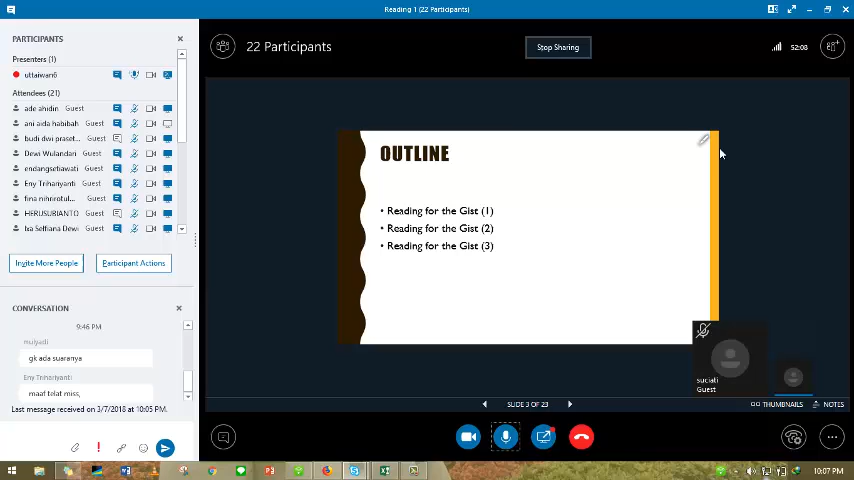 Reading 1 (22 Participants)
PARTICIPANTS
Presenters (1)
uttaiwan6
Attendees (21)
ade ahidin Guest
ani aida habibah Guest
budi dwi praset...
Dewi Wulandari Guest
endangsetiawati Guest
Eny Trihariyanti Guest
fina nihrirotul... Guest
HERUSUBIANTO Guest
Ixa Selfiana Dewi Guest
Invite More People
Participant Actions
CONVERSATION
9:46 PM
mulyadi
gk ada suaranya
Eny Trihariyanti
maaf telat miss,
Last message received on 3/7/2018 at 10:05 PM.
22 Participants
Stop Sharing
52:08
OUTLINE
• Reading for the Gist (1)
• Reading for the Gist (2)
• Reading for the Gist (3)
suciati
Guest
SLIDE 3 OF 23
THUMBNAILS
NOTES
10:07 PM